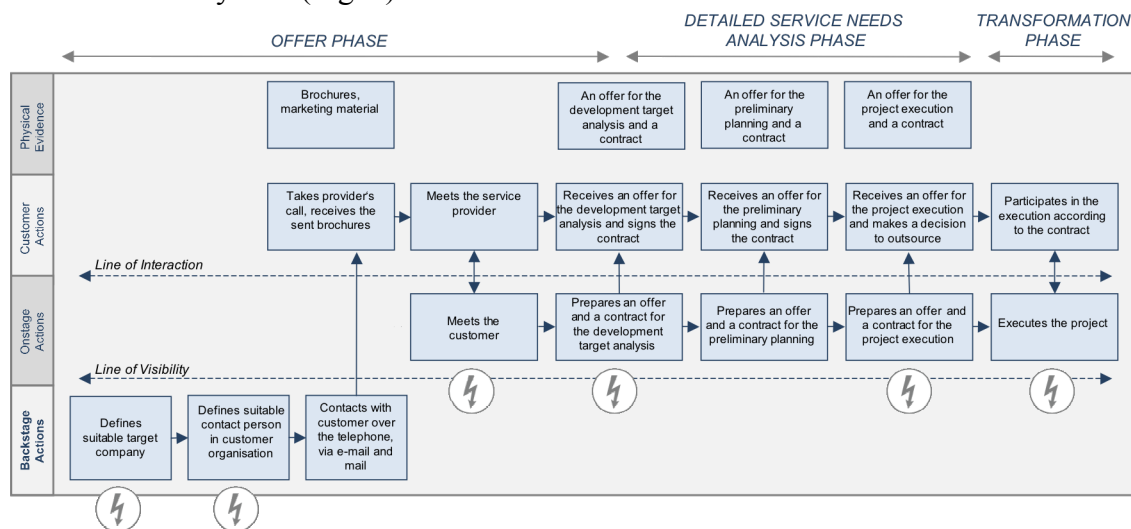 OFFER PHASE
DETAILED SERVICE NEEDS
ANALYSIS PHASE
TRANSFORMATION
PHASE
Physical
Evidence
Brochures,
marketing material
An offer for the
development target
analysis and a
contract
An offer for the
preliminary
planning and a
contract
An offer for the
project execution
and a contract
Customer
Actions
Takes provider's
call, receives the
sent brochures
Meets the service
provider
Receives an offer for
the development target
analysis and signs the
contract
Receives an offer for
the preliminary
planning and signs
the contract
Receives an offer for
the project execution
and makes a decision
to outsource
Participates in the
execution according
to the contract
Line of Interaction
Onstage
Actions
Meets the
customer
Prepares an offer
and a contract for
the development
target analysis
Prepares an offer
and a contract for the
preliminary planning
Prepares an offer and
a contract for the
project execution
Executes the project
Line of Visibility
Backstage
Actions
Defines
suitable target
company
Defines suitable
contact person
in customer
organisation
Contacts with
customer over
the telephone,
via e-mail and
mail